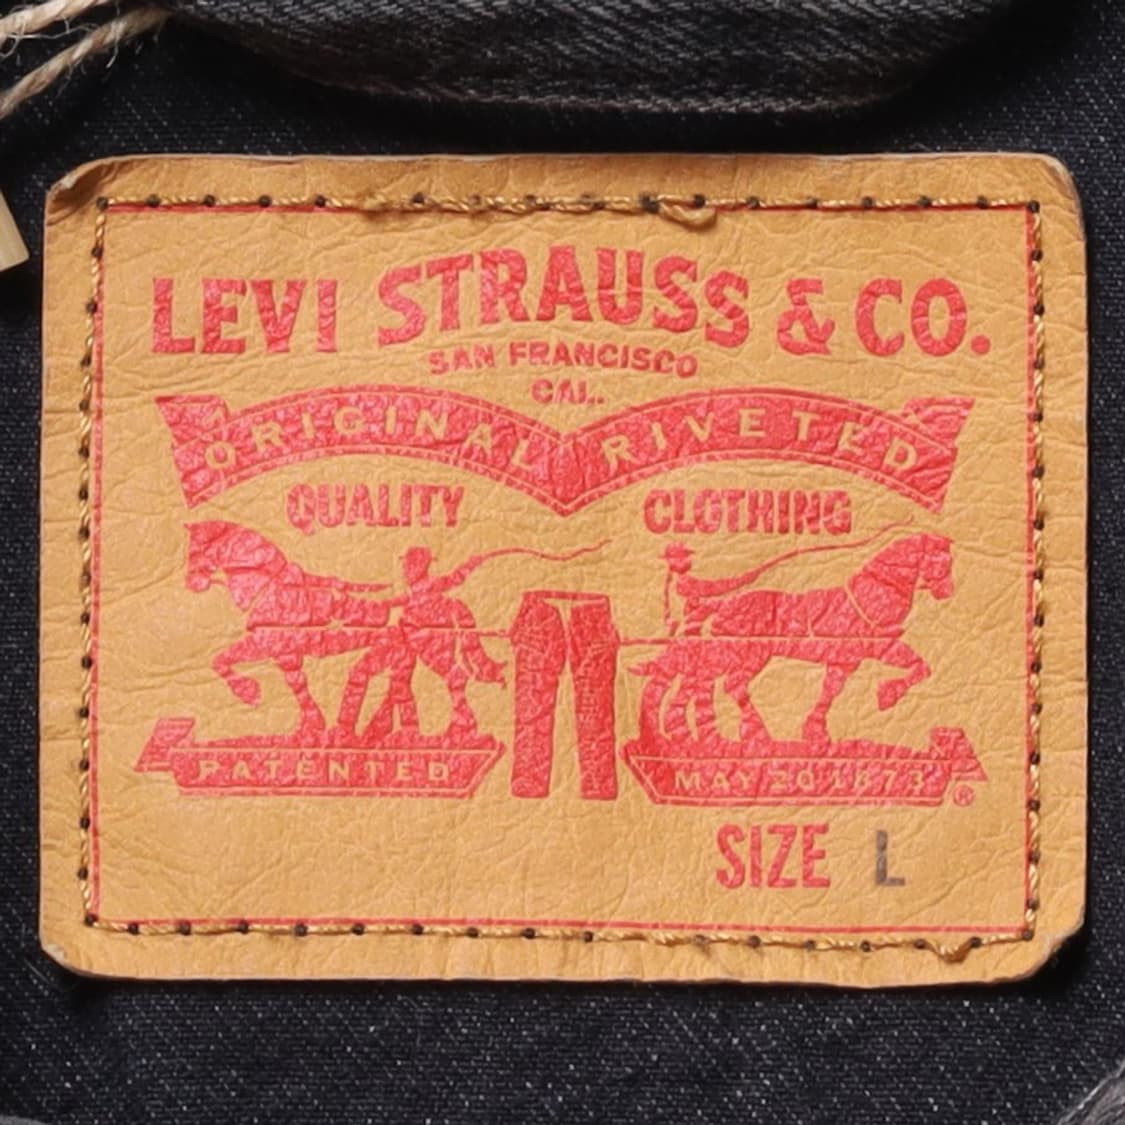 LEVI STRAUSS & CO.
SAN FRANCISCO
CAL.
ORIGINAL RIVETED
QUALITY CLOTHING
PATENTED MAY 20 1873 ®
SIZE L